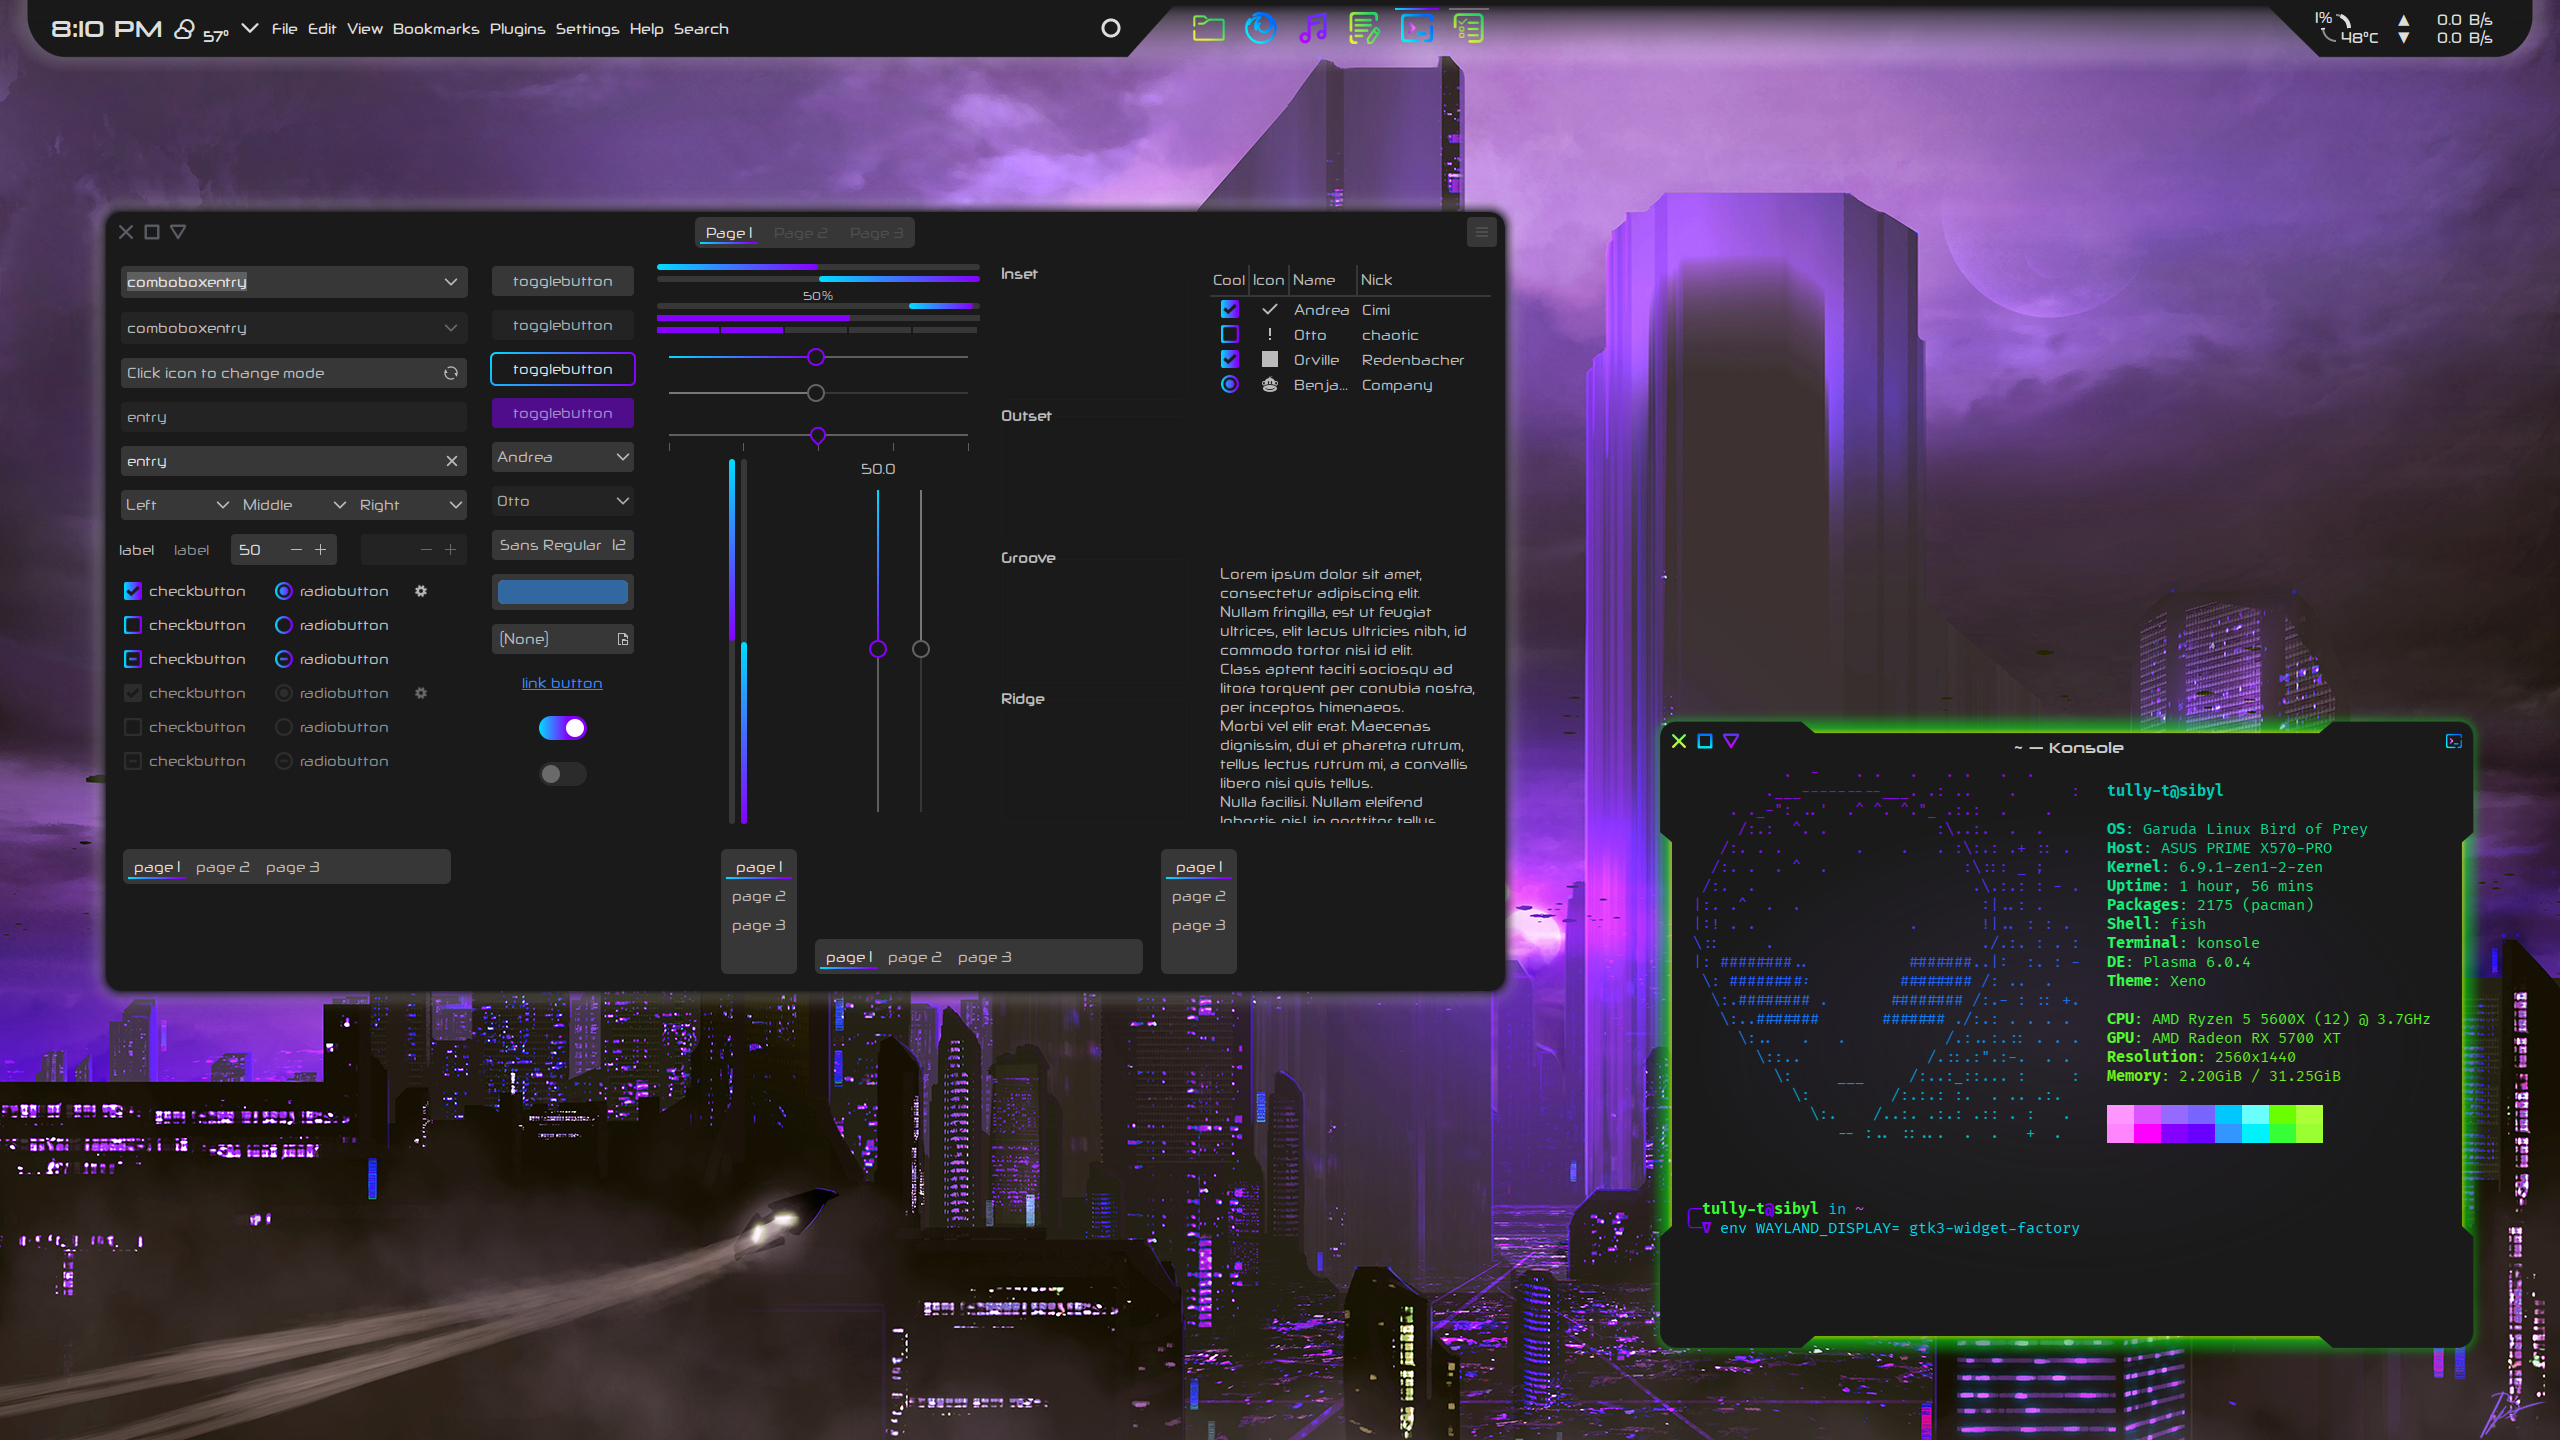 8:10 PM 57° File Edit View Bookmarks Plugins Settings Help Search
1% 48°C 0.0 B/s
0.0 B/s
Page 1 Page 2 Page 3
comboboxentry
comboboxentry
Click icon to change mode
entry
entry
Left Middle Right
label label 50
checkbutton radiobutton
checkbutton radiobutton
checkbutton radiobutton
checkbutton radiobutton
checkbutton radiobutton
checkbutton radiobutton
togglebutton
togglebutton
togglebutton
togglebutton
Andrea
Otto
Sans Regular 12
(None)
link button
50%
50.0
Inset
Outset
Groove
Ridge
Cool Icon Name Nick
Andrea Cimi
! Otto chaotic
Orville Redenbacher
Benja... Company
Lorem ipsum dolor sit amet,
consectetur adipiscing elit.
Nullam fringilla, est ut feugiat
ultrices, elit lacus ultricies nibh, id
commodo tortor nisi id elit.
Class aptent taciti sociosqu ad
litora torquent per conubia nostra,
per inceptos himenaeos.
Morbi vel elit erat. Maecenas
dignissim, dui et pharetra rutrum,
tellus lectus rutrum mi, a convallis
libero nisi quis tellus.
Nulla facilisi. Nullam eleifend
lobortis nisl, in porttitor tellus
page 1 page 2 page 3
page 1
page 2
page 3
page 1 page 2 page 3
page 1
page 2
page 3
~ — Konsole
tully-t@sibyl
OS: Garuda Linux Bird of Prey
Host: ASUS PRIME X570-PRO
Kernel: 6.9.1-zen1-2-zen
Uptime: 1 hour, 56 mins
Packages: 2175 (pacman)
Shell: fish
Terminal: konsole
DE: Plasma 6.0.4
Theme: Xeno
CPU: AMD Ryzen 5 5600X (12) @ 3.7GHz
GPU: AMD Radeon RX 5700 XT
Resolution: 2560x1440
Memory: 2.20GiB / 31.25GiB
tully-t@sibyl in ~
env WAYLAND_DISPLAY= gtk3-widget-factory